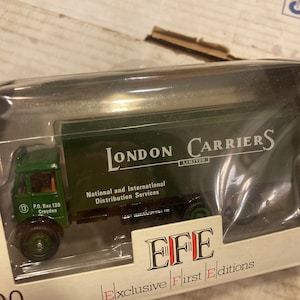 LONDON CARRIERS
LIMITED
National and International
Distribution Services
P.O. Box 138
Croydon
EFE
Exclusive First Editions